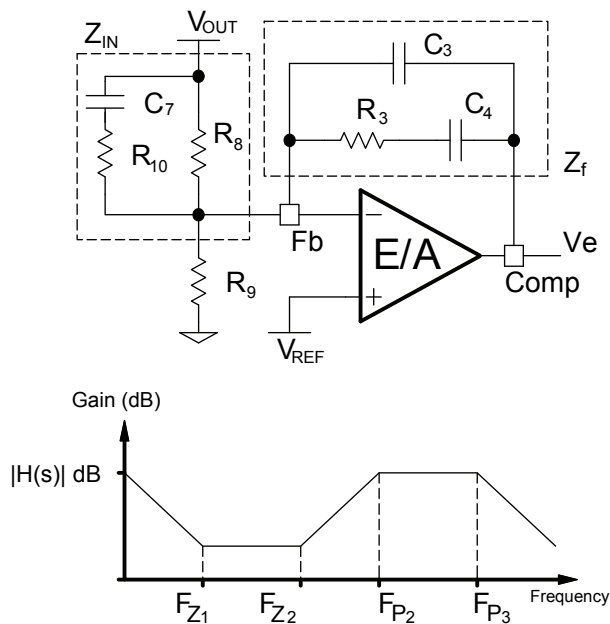 Z_IN
V_OUT
C_3
C_7
R_3
C_4
R_8
R_10
Z_f
−
Fb
E/A
Ve
Comp
R_9
+
V_REF
Gain (dB)
|H(s)| dB
F_Z1
F_Z2
F_P2
F_P3
Frequency